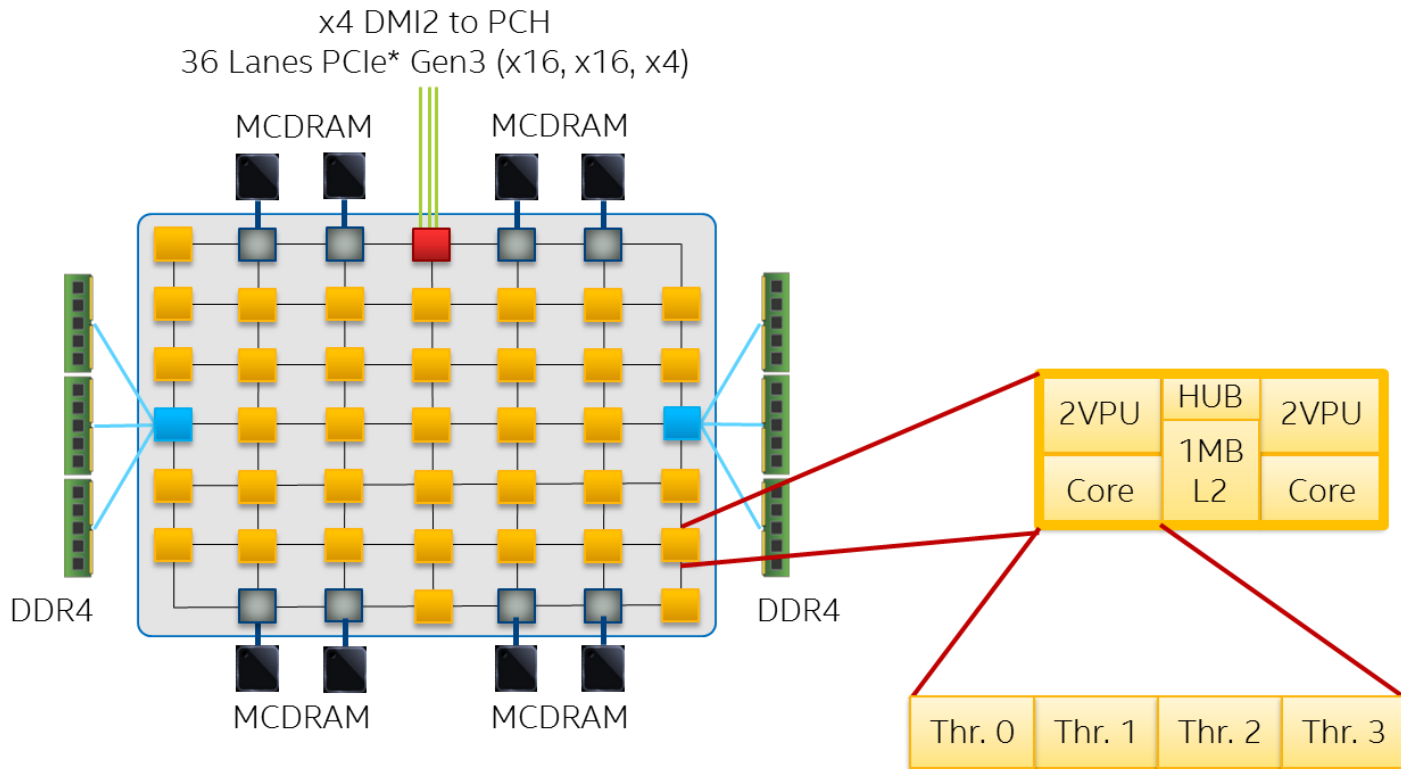 x4 DMI2 to PCH
36 Lanes PCIe* Gen3 (x16, x16, x4)
MCDRAM
MCDRAM
2VPU
HUB
2VPU
1MB
L2
Core
Core
DDR4
DDR4
MCDRAM
MCDRAM
Thr. 0
Thr. 1
Thr. 2
Thr. 3